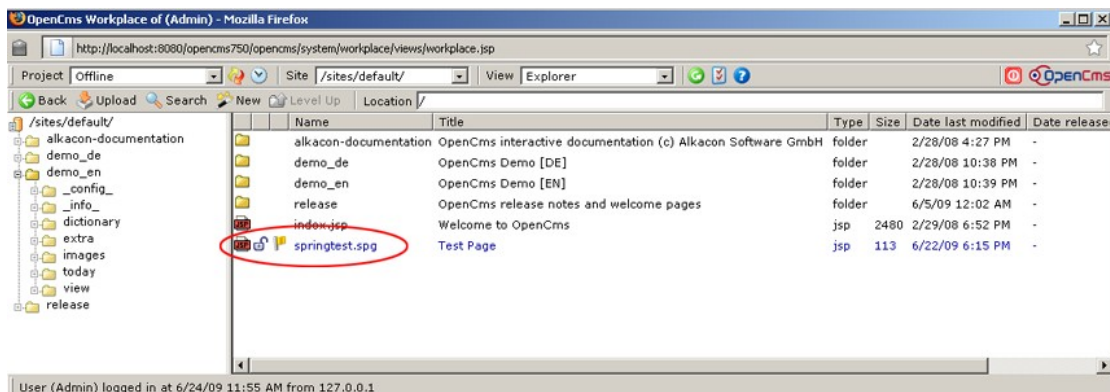 OpenCms Workplace of (Admin) - Mozilla Firefox
http://localhost:8080/opencms750/opencms/system/workplace/views/workplace.jsp
Project Offline Site /sites/default/ View Explorer OpenCms
Back Upload Search New Level Up Location /
/sites/default/
alkacon-documentation
demo_de
demo_en
_config_
_info_
dictionary
extra
images
today
view
release
Name Title Type Size Date last modified Date release
alkacon-documentation OpenCms interactive documentation (c) Alkacon Software GmbH folder 2/28/08 4:27 PM -
demo_de OpenCms Demo [DE] folder 2/28/08 10:38 PM -
demo_en OpenCms Demo [EN] folder 2/28/08 10:39 PM -
release OpenCms release notes and welcome pages folder 6/5/09 12:02 AM -
JSP index.jsp Welcome to OpenCms jsp 2480 2/29/08 6:52 PM -
JSP springtest.spg Test Page jsp 113 6/22/09 6:15 PM -
User (Admin) logged in at 6/24/09 11:55 AM from 127.0.0.1